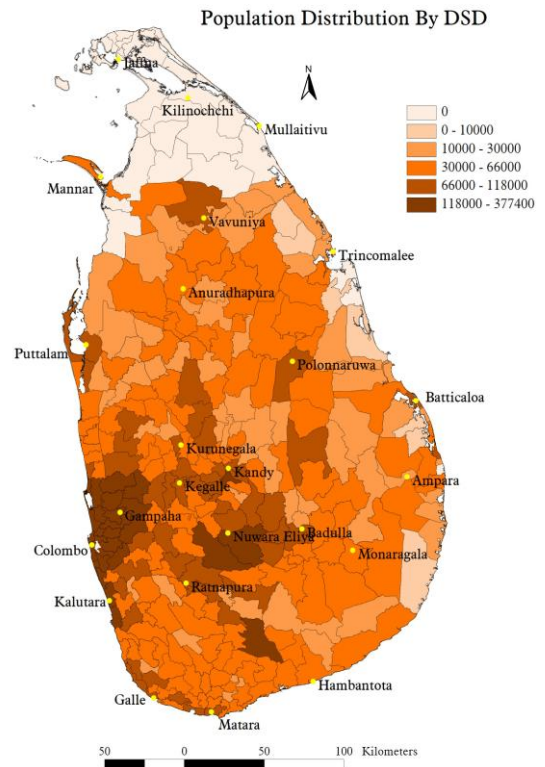 Population Distribution By DSD
N
Jaffna
Kilinochchi
Mullaitivu
0
0 - 10000
10000 - 30000
30000 - 66000
66000 - 118000
118000 - 377400
Mannar
Vavuniya
Trincomalee
Anuradhapura
Puttalam
Polonnaruwa
Batticaloa
Kurunegala
Kandy
Kegalle
Ampara
Gampaha
Nuwara Eliya
Badulla
Colombo
Monaragala
Ratnapura
Kalutara
Hambantota
Galle
Matara
50 0 50 100 Kilometers